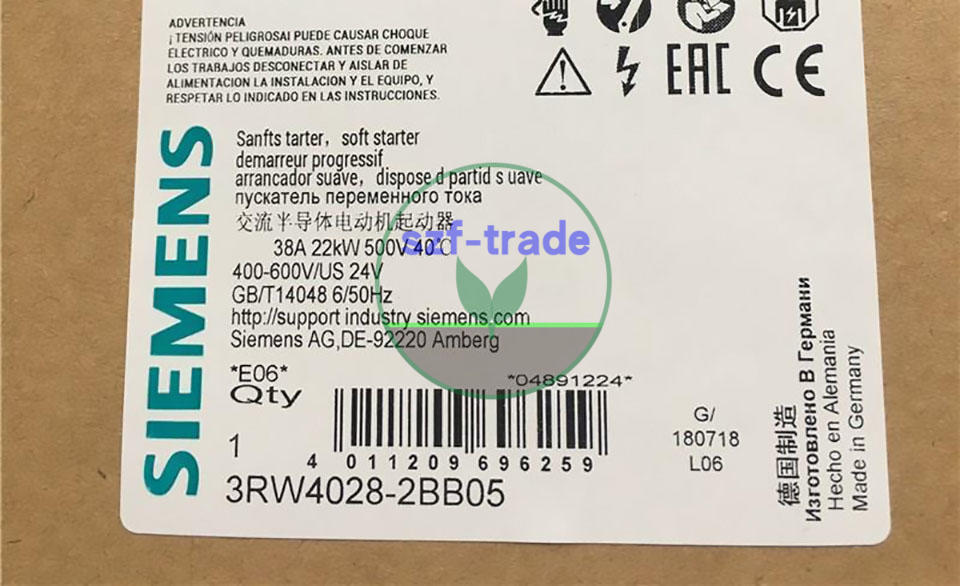 ADVERTENCIA
¡TENSIÓN PELIGROSA! PUEDE CAUSAR CHOQUE
ELECTRICO Y QUEMADURAS. ANTES DE COMENZAR
LOS TRABAJOS DESCONECTAR Y AISLAR DE
ALIMENTACION LA INSTALACION Y EL EQUIPO, Y
RESPETAR LO INDICADO EN LAS INSTRUCCIONES.
EAC CE
SIEMENS
Sanfts tarter, soft starter
demarreur progressif
arrancador suave, dispose d partid s uave
пускатель переменного тока
交流半导体电动机起动器
szf-trade
38A 22kW 500V 40℃
400-600V/US 24V
GB/T14048 6/50Hz
http://support industry siemens.com
Siemens AG,DE-92220 Amberg
*E06*
*04891224*
Qty
1
4 011209 696259
3RW4028-2BB05
G/
180718
L06
德国制造
Изготовлено В Германи
Hecho en Alemania
Made in Germany